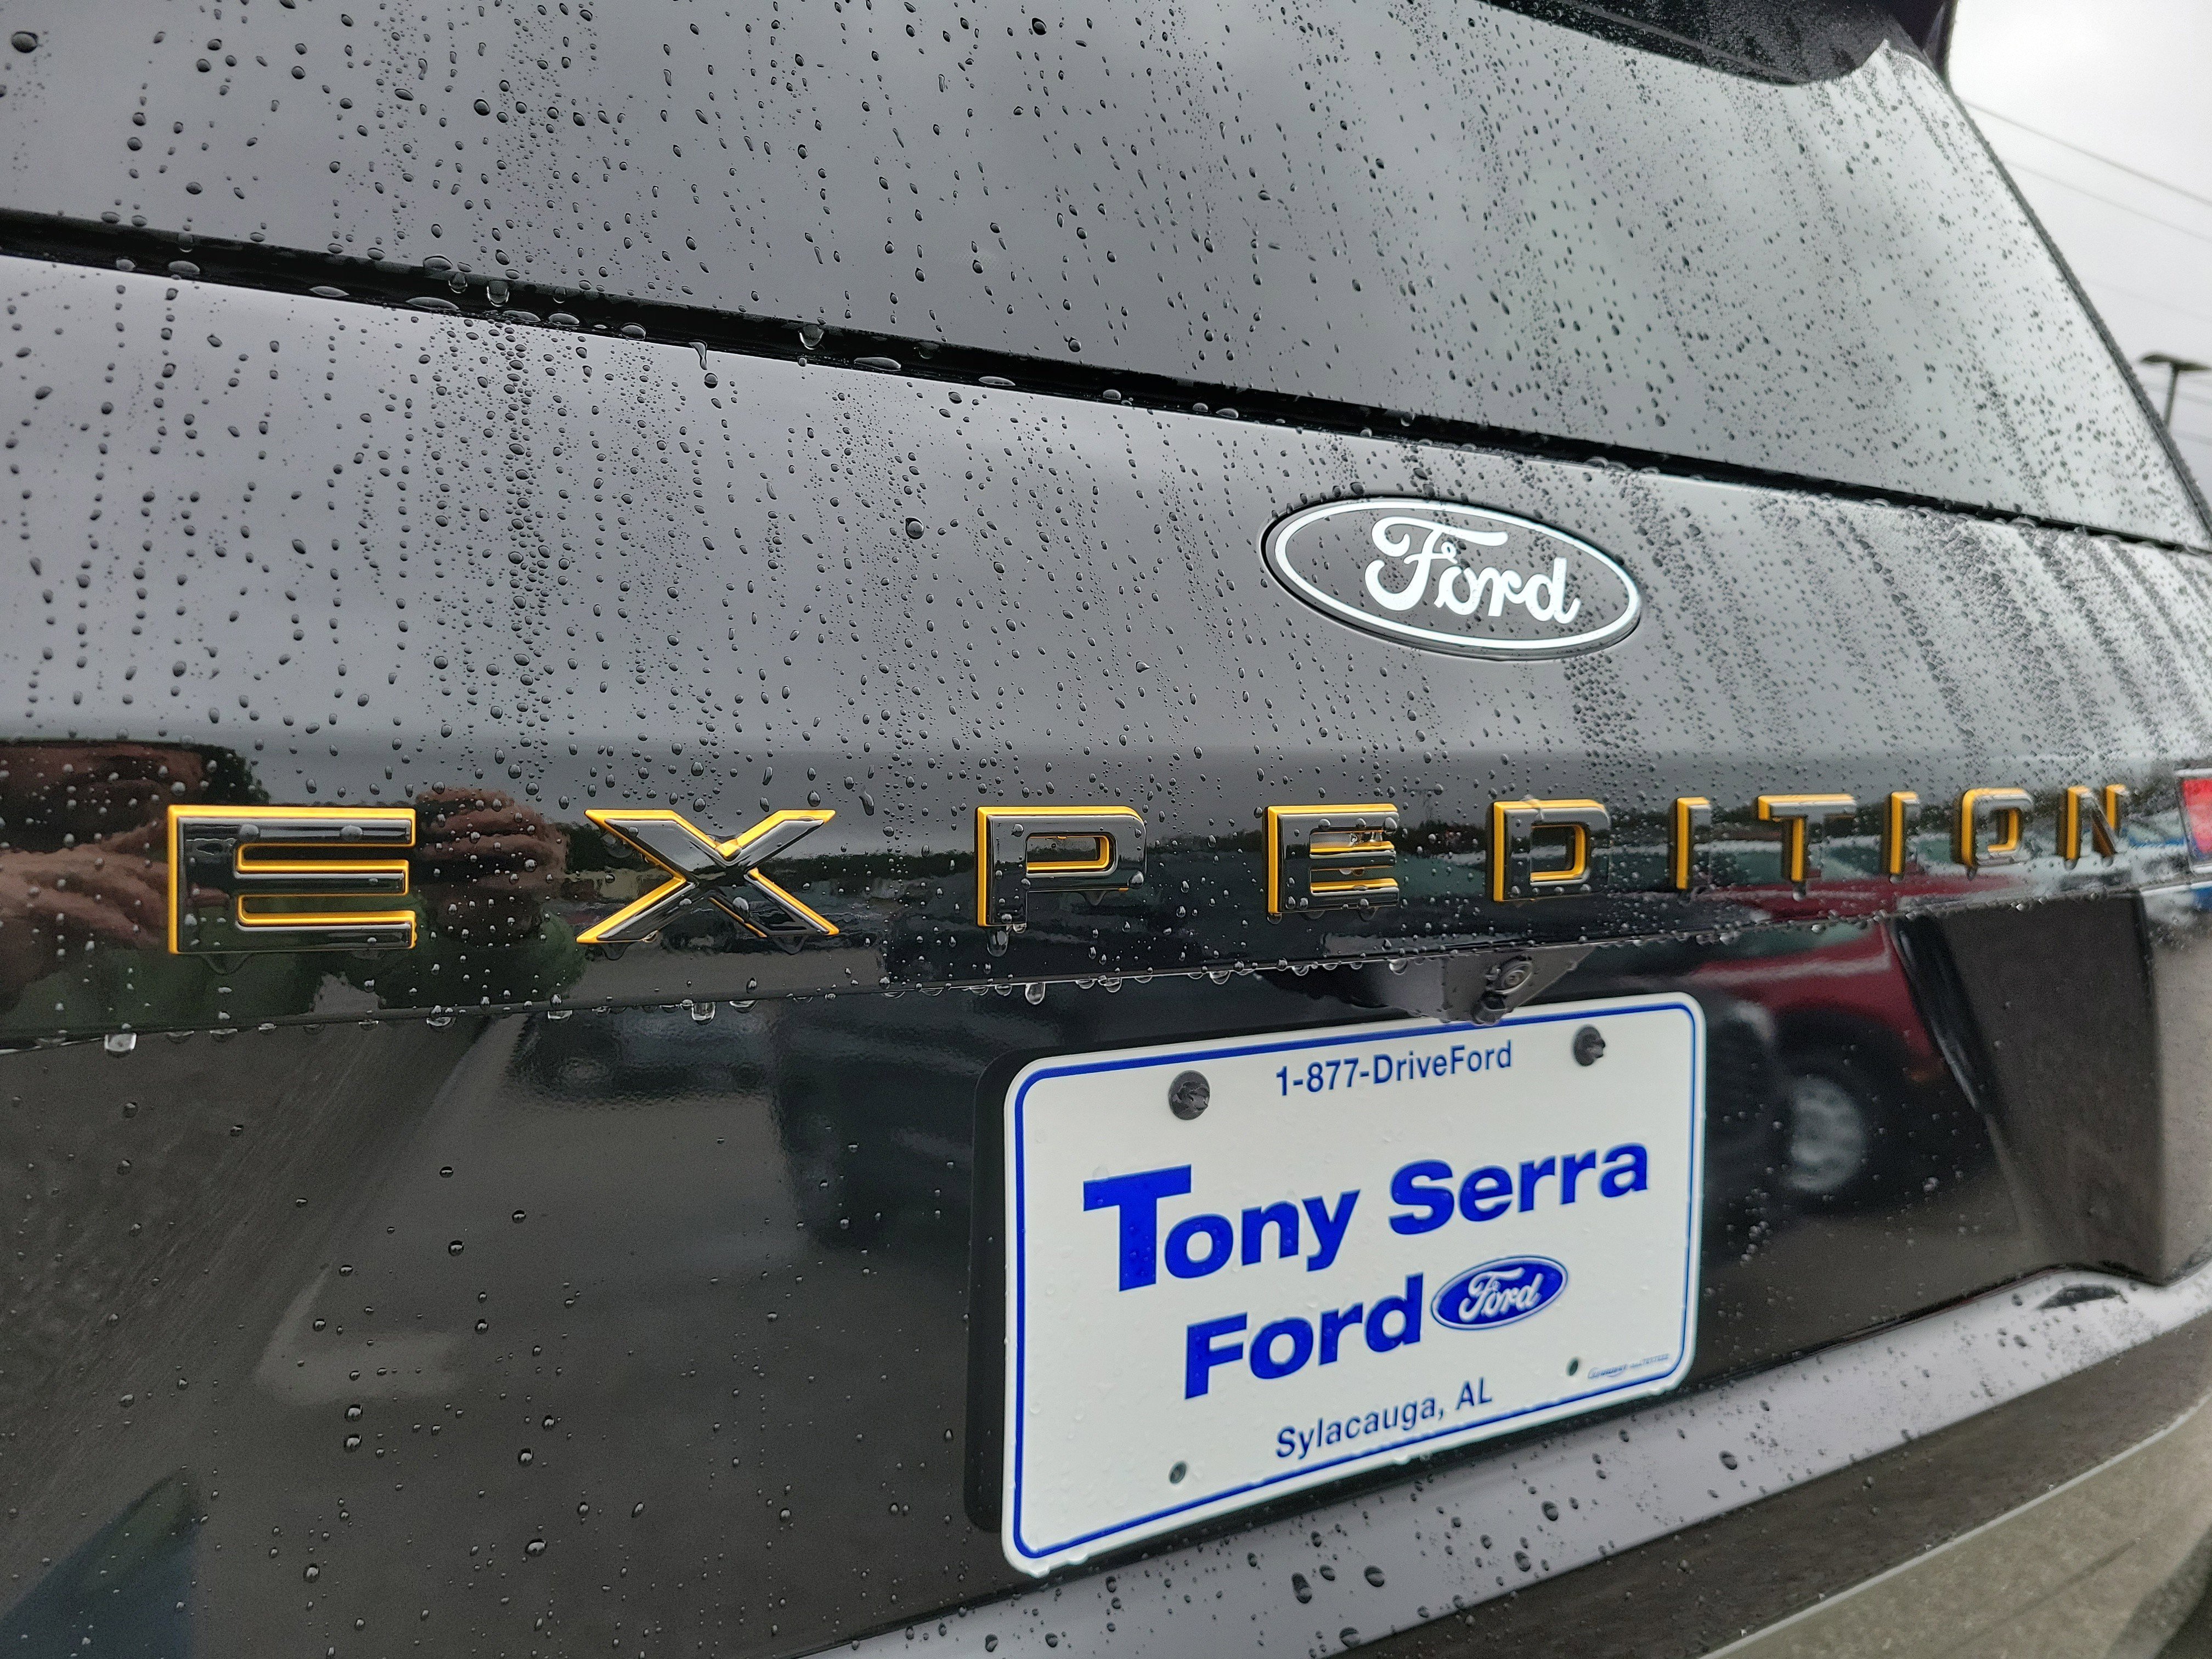 Ford
EXPEDITION
1-877-DriveFord
Tony Serra
Ford Ford
Sylacauga, AL